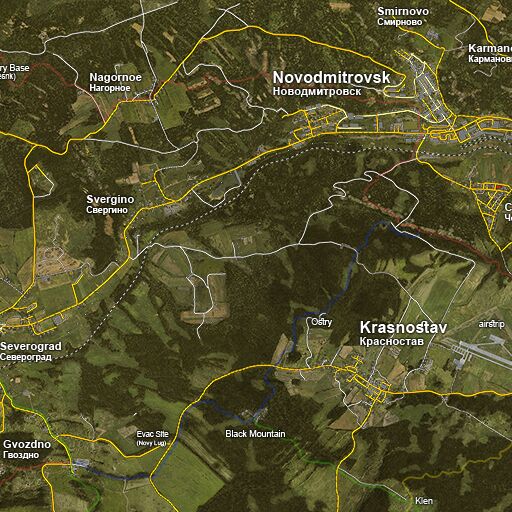 Smirnovo
Смирново
Karmano
Кармановк
ry Base
Nagornoe
Нагорное
Novodmitrovsk
Новодмитровск
Svergino
Свергино
Severograd
Североград
Ostry
Krasnostav
Красностав
airstrip
Gvozdno
Гвоздно
Evac Site
(Novy Lug)
Black Mountain
Klen